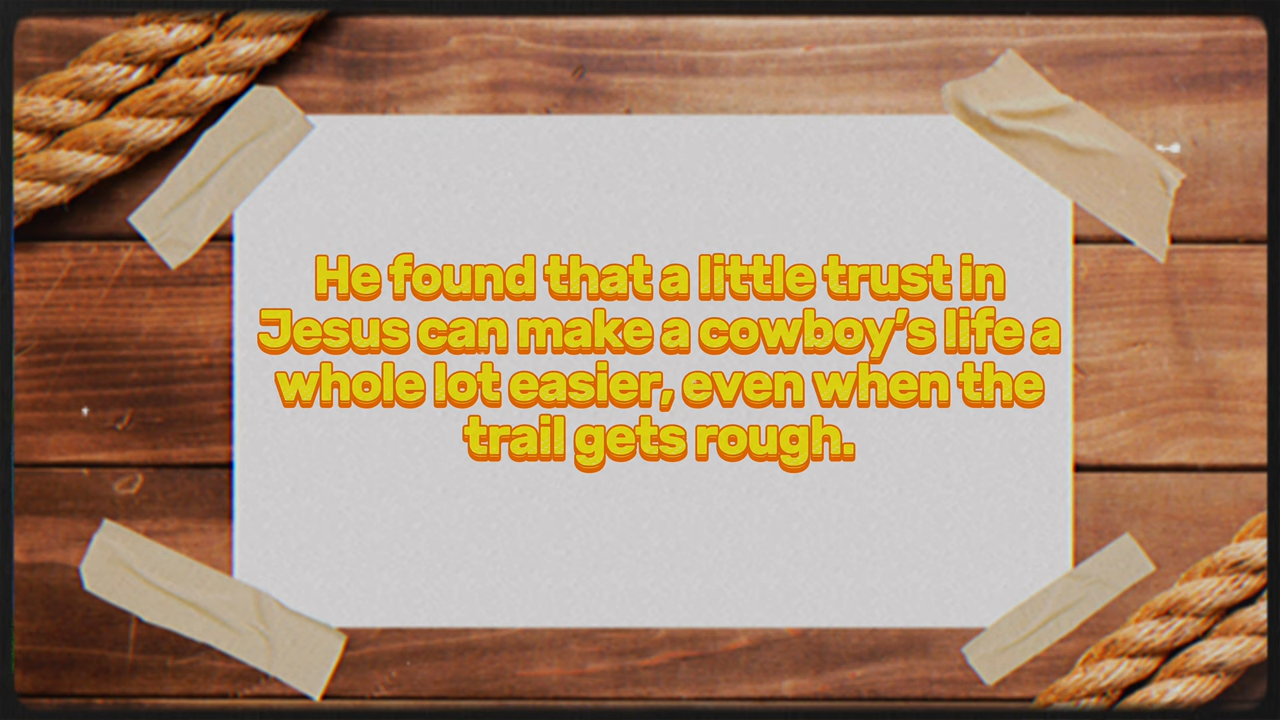 He found that a little trust in
Jesus can make a cowboy’s life a
whole lot easier, even when the
trail gets rough.